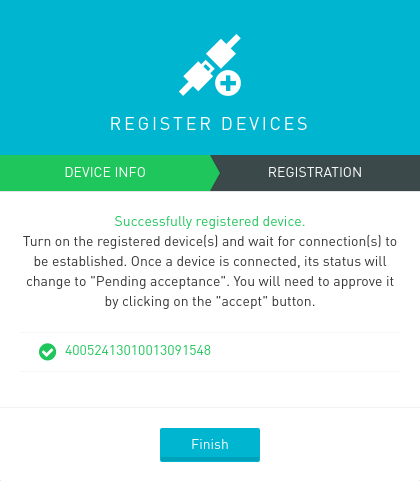 REGISTER DEVICES
DEVICE INFO
REGISTRATION
Successfully registered device.
Turn on the registered device(s) and wait for connection(s) to
be established. Once a device is connected, its status will
change to "Pending acceptance". You will need to approve it
by clicking on the "accept" button.
40052413010013091548
Finish